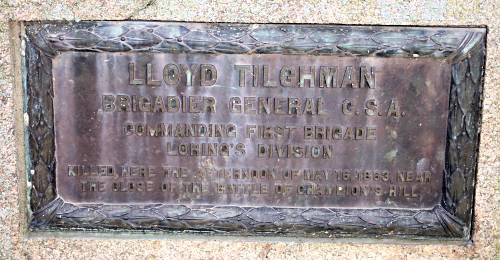 LLOYD TILGHMAN
BRIGADIER GENERAL C.S.A.
COMMANDING FIRST BRIGADE
LORING'S DIVISION
KILLED HERE THE AFTERNOON OF MAY 16, 1863 NEAR
THE CLOSE OF THE BATTLE OF CHAMPION'S HILL